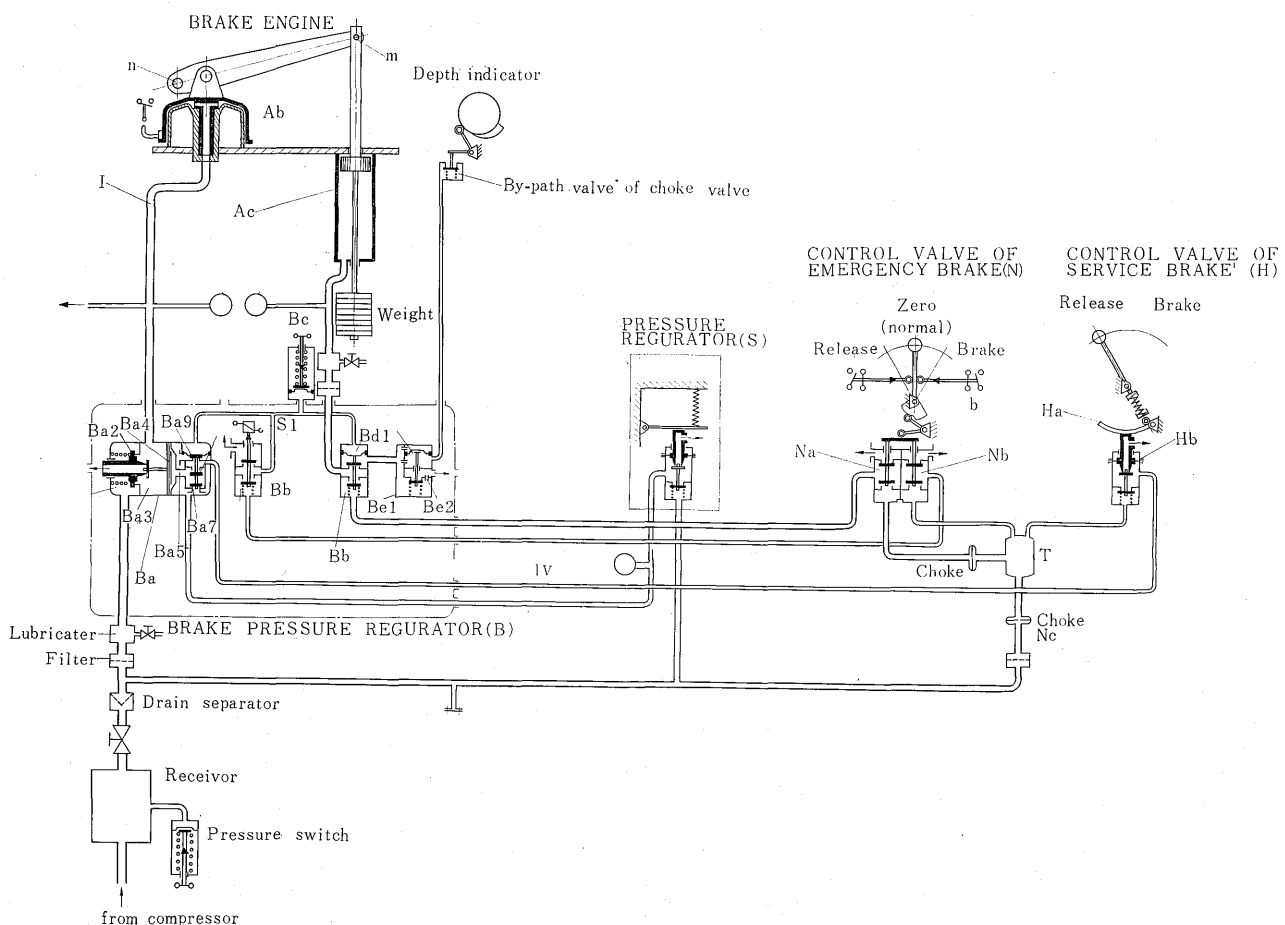 BRAKE ENGINE
m
n
Depth indicator
Ab
I
Ac
By-path valve of choke valve
CONTROL VALVE OF
EMERGENCY BRAKE(N)
CONTROL VALVE OF
SERVICE BRAKE' (H)
Zero
(normal)
Release Brake
Release Brake
b
Weight
Bc
PRESSURE
REGURATOR(S)
Ba9
Ba4
Ba2
S1
Bd1
Ha
Hb
Na
Nb
Bb
Ba3
Ba7
Be1
Be2
Ba5
Bb
Ba
IV
Choke
T
Lubricater
BRAKE PRESSURE REGURATOR(B)
Choke
Nc
Filter
Drain separator
Receivor
Pressure switch
from compressor